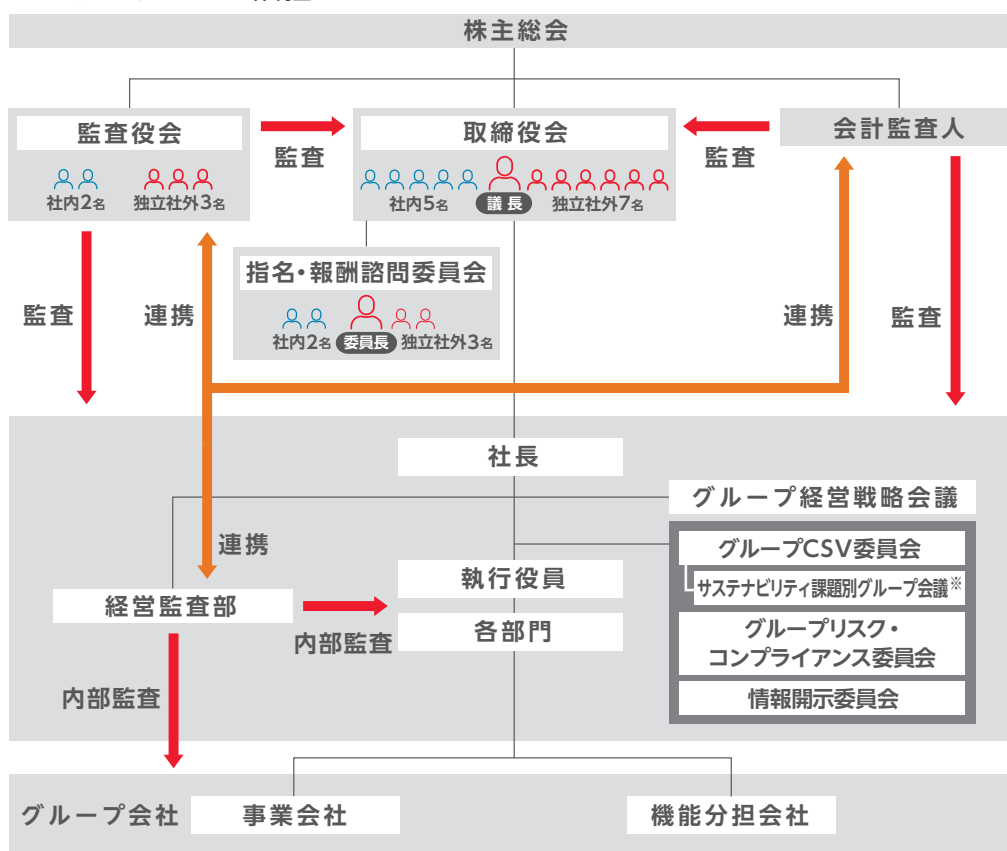 株主総会
監査役会
監査
取締役会
監査
会計監査人
社内2名
独立社外3名
社内5名
議長
独立社外7名
指名・報酬諮問委員会
社内2名
委員長
独立社外3名
監査
連携
連携
監査
社長
グループ経営戦略会議
連携
グループCSV委員会
サステナビリティ課題別グループ会議※
執行役員
経営監査部
内部監査
各部門
グループリスク・
コンプライアンス委員会
情報開示委員会
内部監査
グループ会社
事業会社
機能分担会社